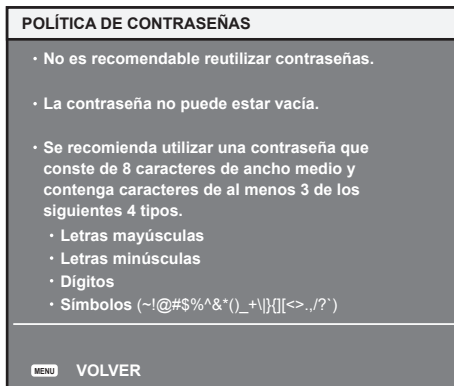 POLÍTICA DE CONTRASEÑAS
• No es recomendable reutilizar contraseñas.
• La contraseña no puede estar vacía.
• Se recomienda utilizar una contraseña que
conste de 8 caracteres de ancho medio y
contenga caracteres de al menos 3 de los
siguientes 4 tipos.
• Letras mayúsculas
• Letras minúsculas
• Dígitos
• Símbolos (~!@#$%^&*()_+\|}{][<>.,/?`)
MENU VOLVER